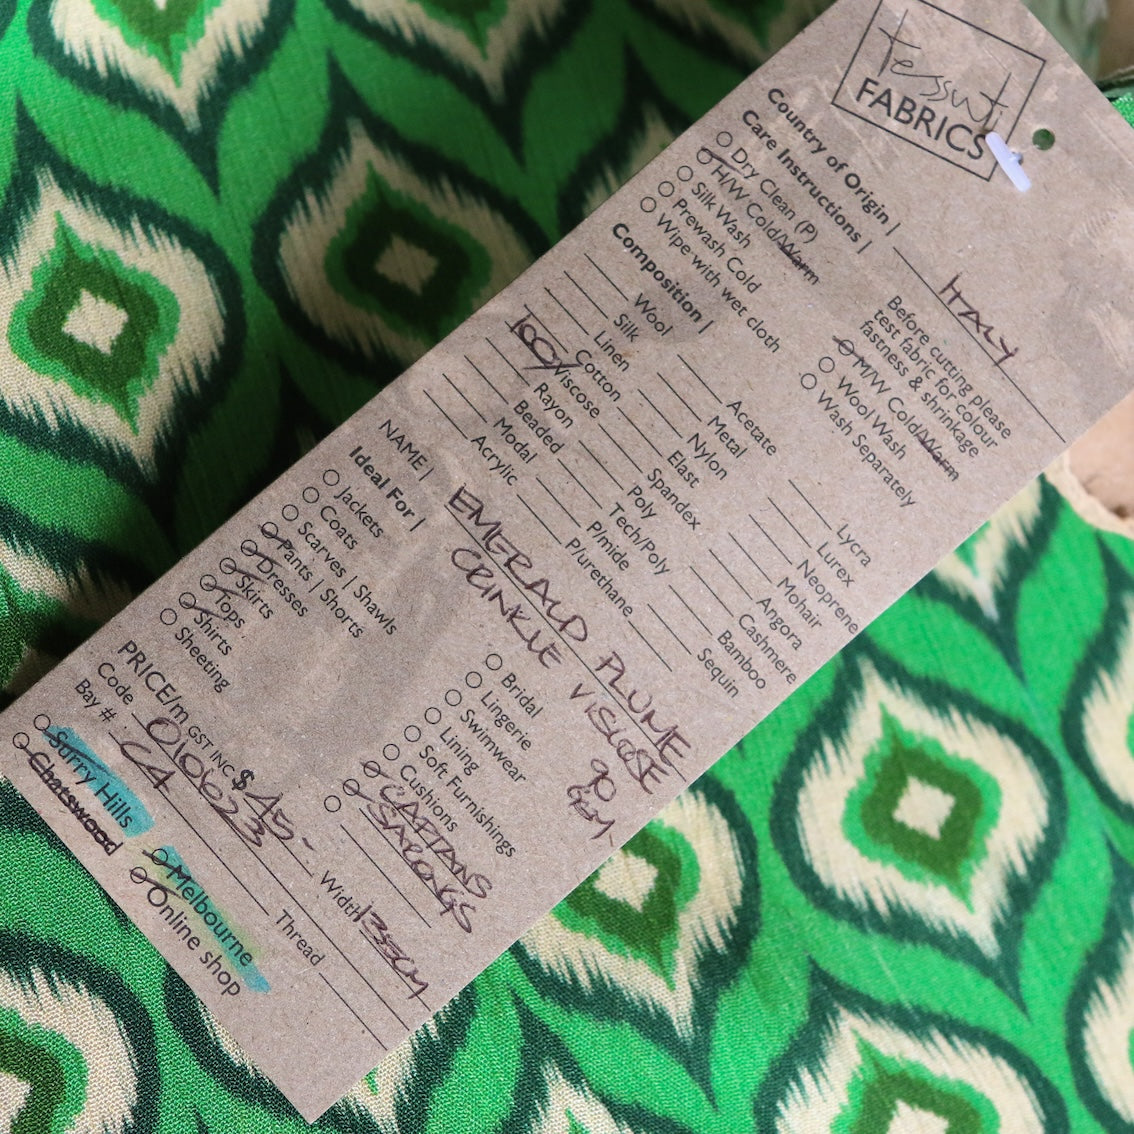 tessuti
FABRICS
Country of Origin | ITALY
Care Instructions |
Dry Clean (P)
H/W Cold/Warm
Silk Wash
Prewash Cold
Wipe with wet cloth
Before cutting please
test fabric for colour
fastness & shrinkage
M/W Cold/Warm
Wool Wash
Wash Separately
Composition |
Wool
Silk
Linen
Cotton
100% Viscose
Rayon
Beaded
Modal
Acrylic
Acetate
Metal
Nylon
Elast
Spandex
Poly
Tech/Poly
P/mide
P/urethane
Lycra
Lurex
Neoprene
Mohair
Angora
Cashmere
Bamboo
Sequin
NAME | EMERALD PLUME
CRINKLE VISCOSE
90 GSM
Ideal For |
Jackets
Coats
Scarves | Shawls
Pants | Shorts
Dresses
Skirts
Tops
Shirts
Sheeting
Bridal
Lingerie
Swimwear
Lining
Soft Furnishings
Cushions
CAFTANS
SARONGS
PRICE/m GST INC $ 45- Width 135CM
Code 010623 Thread
Bay # C4
Surry Hills
Chatswood
Melbourne
Online shop